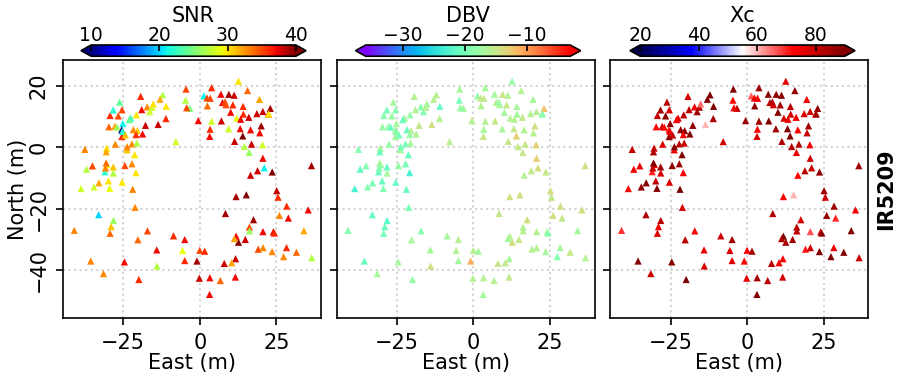 SNR DBV Xc
10 20 30 40 −30 −20 −10 20 40 60 80
20
0
−20
−40
North (m)
IR5209
−25 0 25 −25 0 25 −25 0 25
East (m) East (m) East (m)